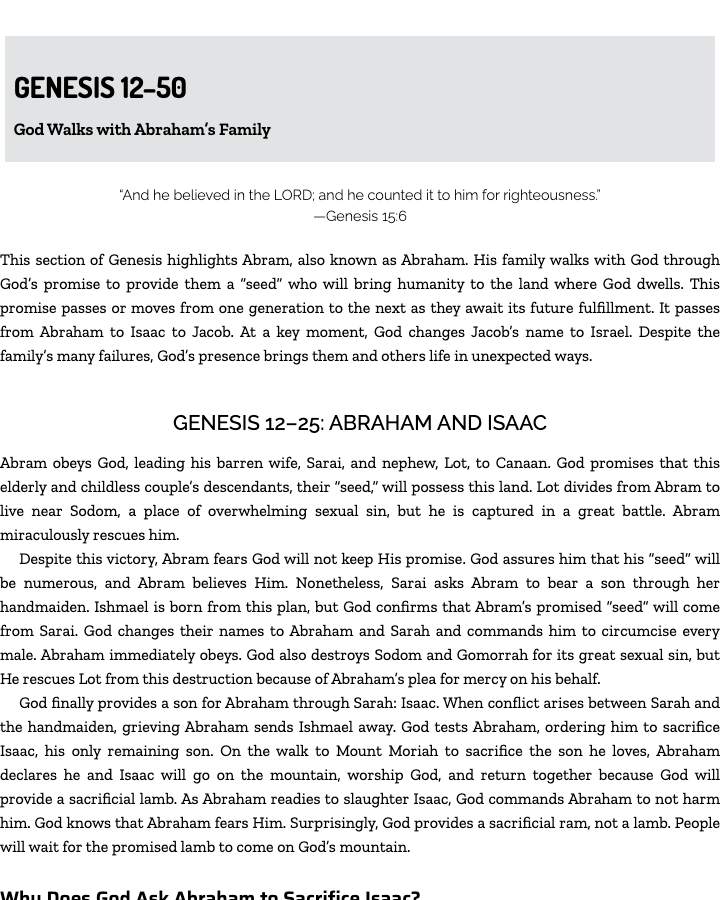 GENESIS 12–50
God Walks with Abraham’s Family
“And he believed in the LORD; and he counted it to him for righteousness.”
—Genesis 15:6
This section of Genesis highlights Abram, also known as Abraham. His family walks with God through
God’s promise to provide them a “seed” who will bring humanity to the land where God dwells. This
promise passes or moves from one generation to the next as they await its future fulfillment. It passes
from Abraham to Isaac to Jacob. At a key moment, God changes Jacob’s name to Israel. Despite the
family’s many failures, God’s presence brings them and others life in unexpected ways.
GENESIS 12–25: ABRAHAM AND ISAAC
Abram obeys God, leading his barren wife, Sarai, and nephew, Lot, to Canaan. God promises that this
elderly and childless couple’s descendants, their “seed,” will possess this land. Lot divides from Abram to
live near Sodom, a place of overwhelming sexual sin, but he is captured in a great battle. Abram
miraculously rescues him.
Despite this victory, Abram fears God will not keep His promise. God assures him that his “seed” will
be numerous, and Abram believes Him. Nonetheless, Sarai asks Abram to bear a son through her
handmaiden. Ishmael is born from this plan, but God confirms that Abram’s promised “seed” will come
from Sarai. God changes their names to Abraham and Sarah and commands him to circumcise every
male. Abraham immediately obeys. God also destroys Sodom and Gomorrah for its great sexual sin, but
He rescues Lot from this destruction because of Abraham’s plea for mercy on his behalf.
God finally provides a son for Abraham through Sarah: Isaac. When conflict arises between Sarah and
the handmaiden, grieving Abraham sends Ishmael away. God tests Abraham, ordering him to sacrifice
Isaac, his only remaining son. On the walk to Mount Moriah to sacrifice the son he loves, Abraham
declares he and Isaac will go on the mountain, worship God, and return together because God will
provide a sacrificial lamb. As Abraham readies to slaughter Isaac, God commands Abraham to not harm
him. God knows that Abraham fears Him. Surprisingly, God provides a sacrificial ram, not a lamb. People
will wait for the promised lamb to come on God’s mountain.
Why Does God Ask Abraham to Sacrifice Isaac?